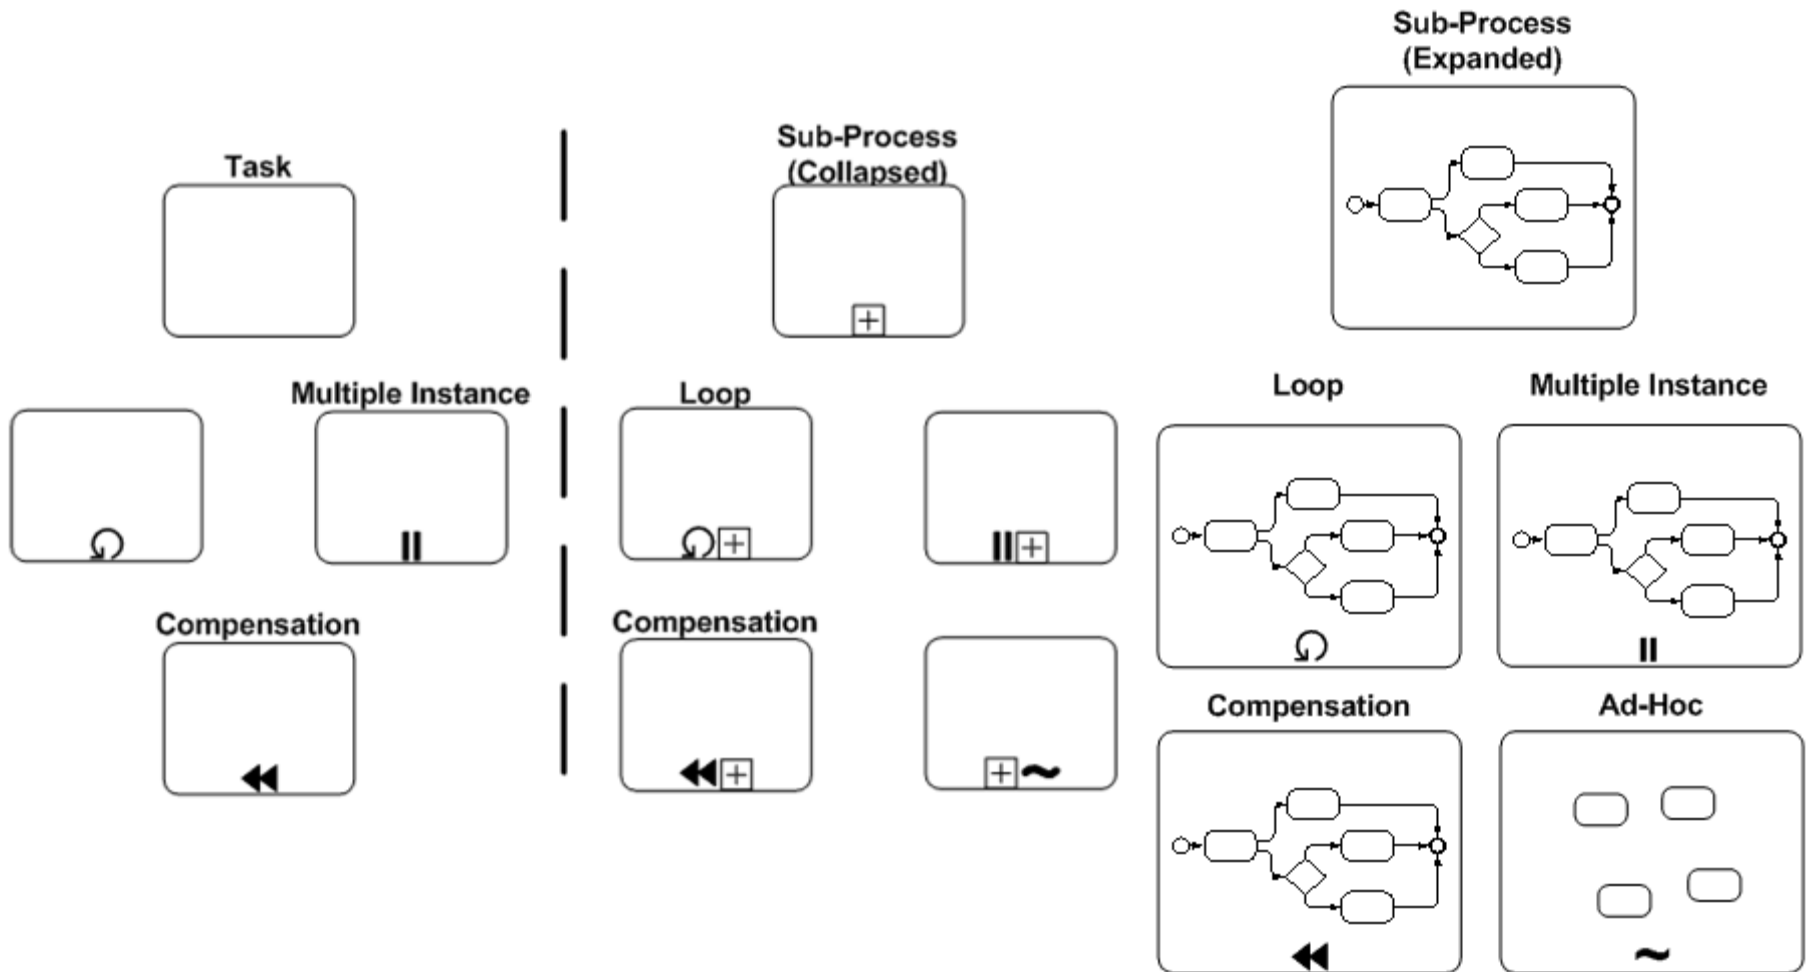 Sub-Process
(Expanded)
Task
Sub-Process
(Collapsed)
Multiple Instance
Loop
Loop
Multiple Instance
Compensation
Compensation
Compensation
Ad-Hoc